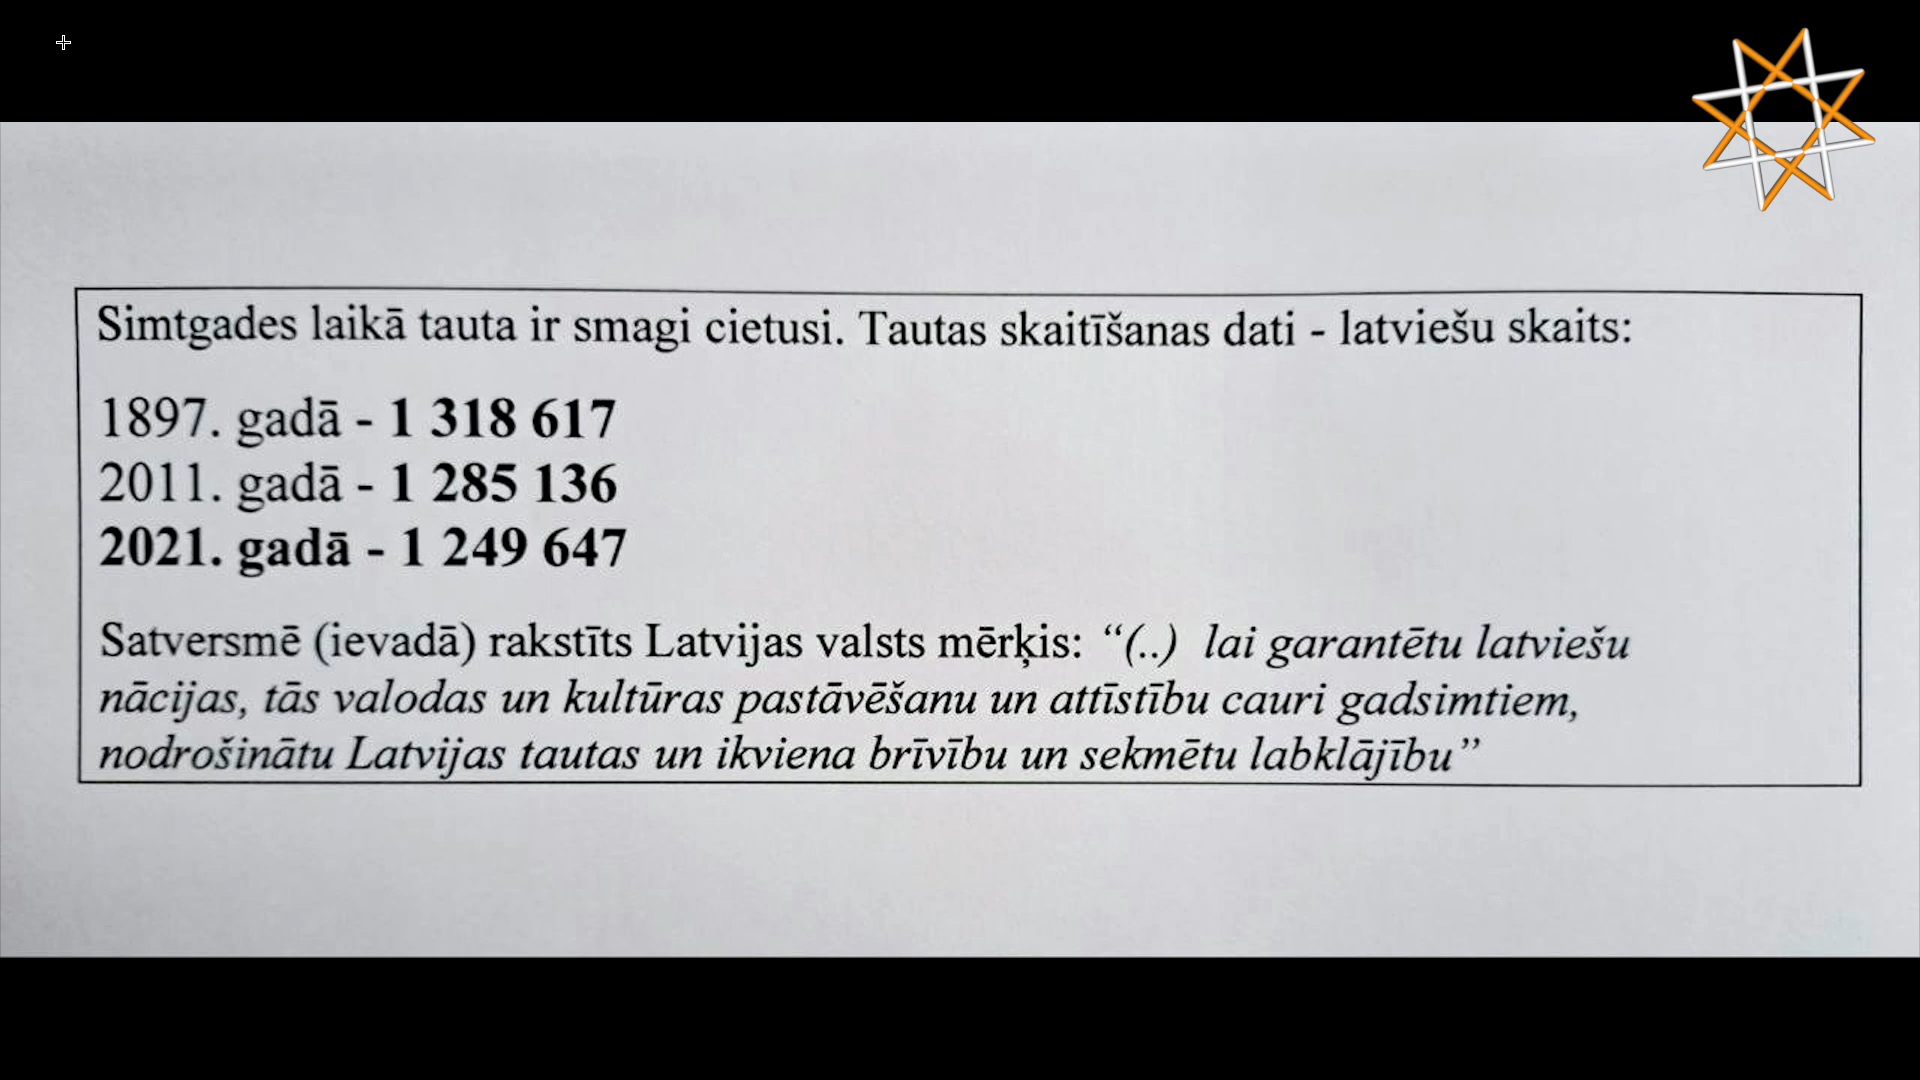 Simtgades laikā tauta ir smagi cietusi. Tautas skaitīšanas dati - latviešu skaits:
1897. gadā - 1 318 617
2011. gadā - 1 285 136
2021. gadā - 1 249 647
Satversmē (ievadā) rakstīts Latvijas valsts mērķis: “(..) lai garantētu latviešu
nācijas, tās valodas un kultūras pastāvēšanu un attīstību cauri gadsimtiem,
nodrošinātu Latvijas tautas un ikviena brīvību un sekmētu labklājību”